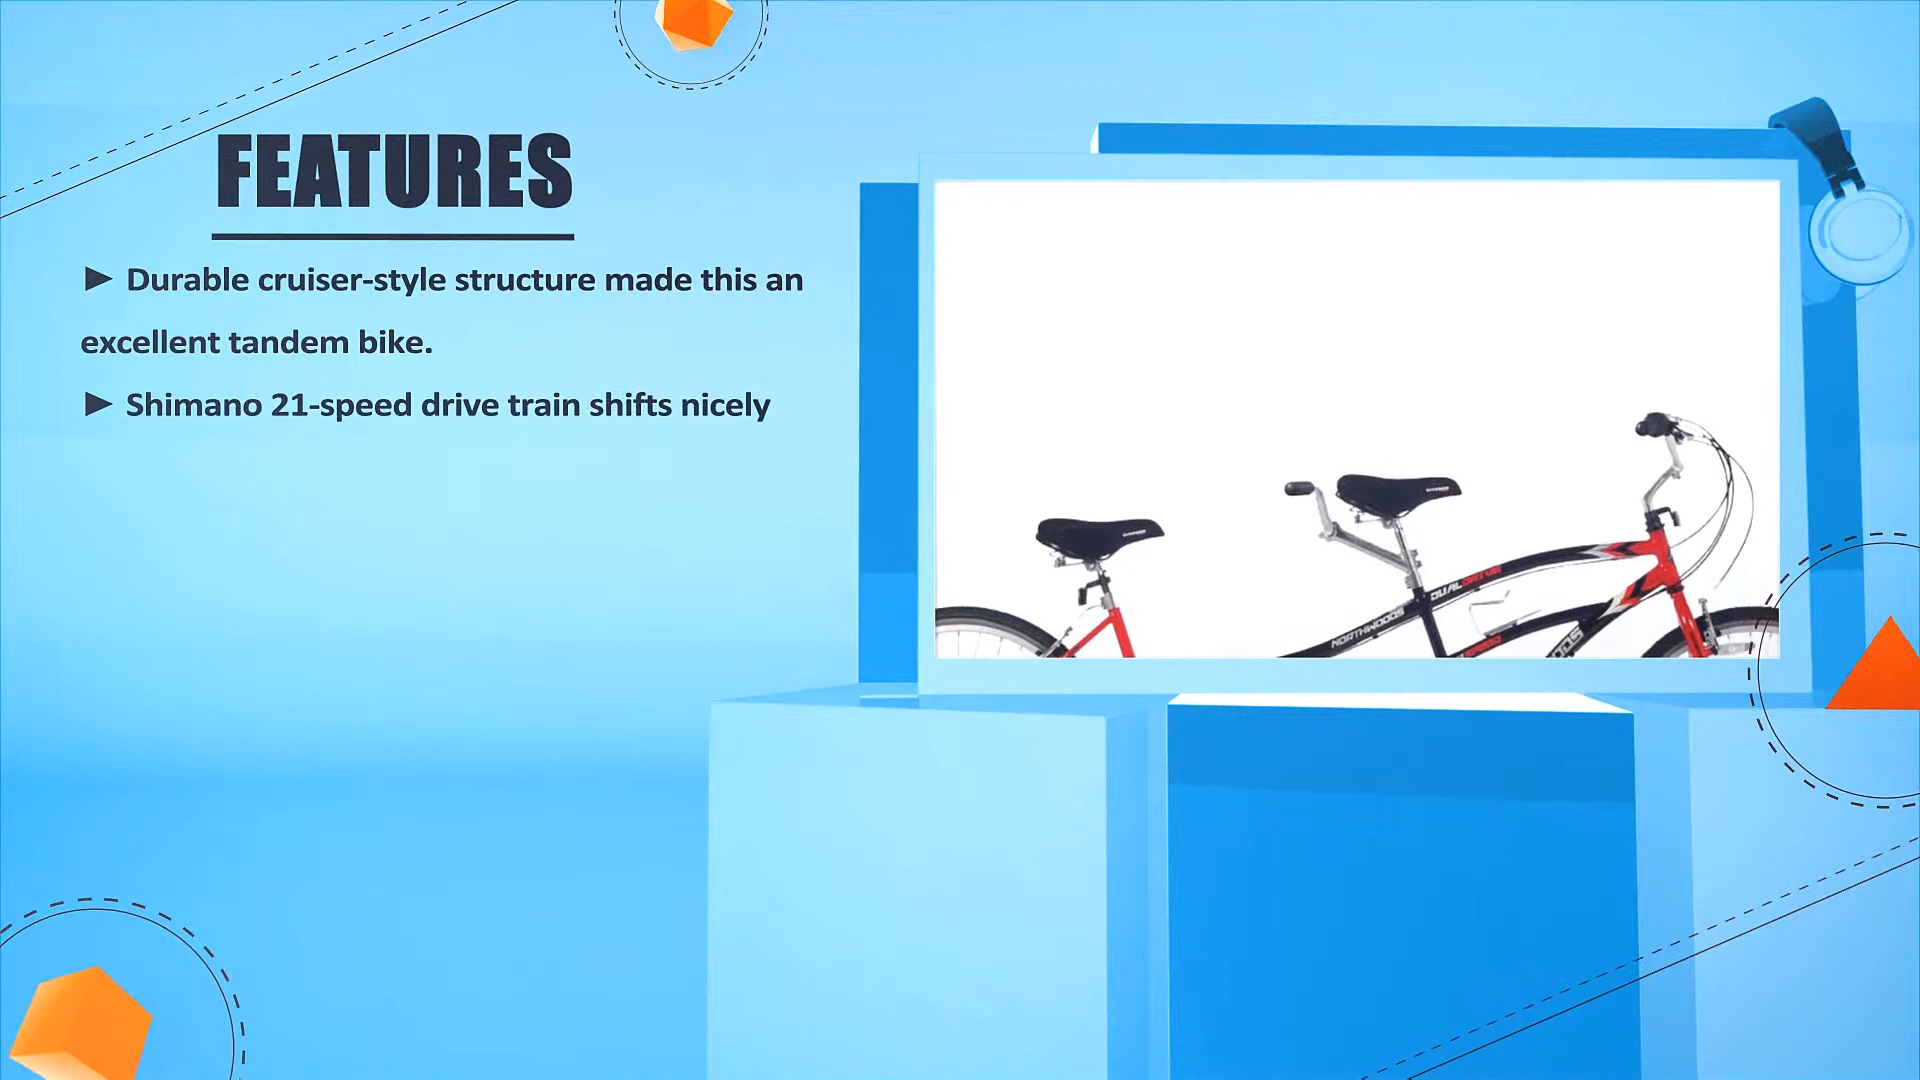 FEATURES
► Durable cruiser-style structure made this an
excellent tandem bike.
► Shimano 21-speed drive train shifts nicely
DUALDRIVE
NORTHWOODS